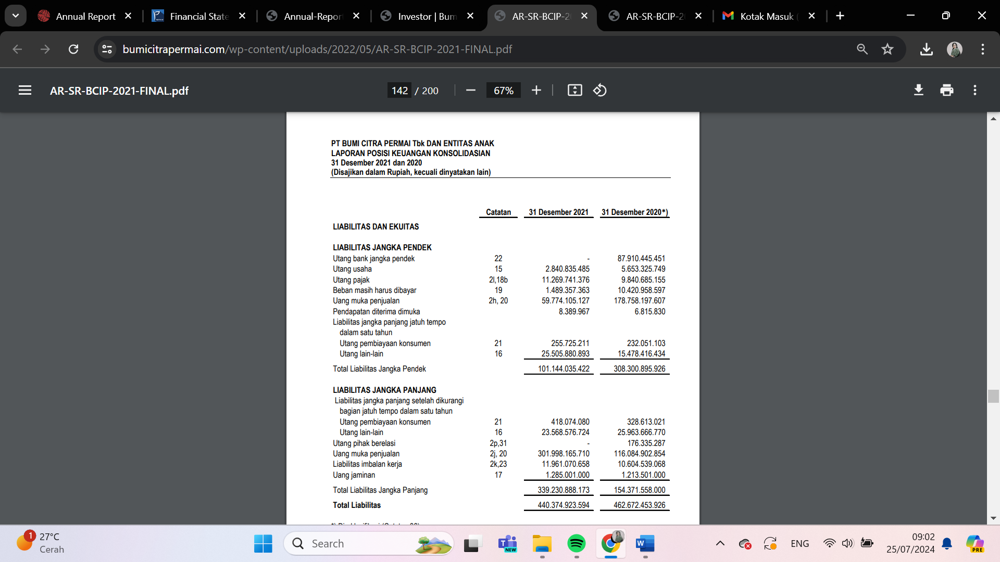 Annual Report
Financial State
Annual-Repor
Investor | Bum
AR-SR-BCIP-2
AR-SR-BCIP-2
Kotak Masuk
bumicitrapermai.com/wp-content/uploads/2022/05/AR-SR-BCIP-2021-FINAL.pdf
AR-SR-BCIP-2021-FINAL.pdf
142 / 200
67%
PT BUMI CITRA PERMAI Tbk DAN ENTITAS ANAK
LAPORAN POSISI KEUANGAN KONSOLIDASIAN
31 Desember 2021 dan 2020
(Disajikan dalam Rupiah, kecuali dinyatakan lain)
Catatan 31 Desember 2021 31 Desember 2020*)
LIABILITAS DAN EKUITAS
LIABILITAS JANGKA PENDEK
Utang bank jangka pendek 22 - 87.910.445.451
Utang usaha 15 2.840.835.485 5.653.325.749
Utang pajak 2l,18b 11.269.741.376 9.840.685.155
Beban masih harus dibayar 19 1.489.357.363 10.420.958.597
Uang muka penjualan 2h, 20 59.774.105.127 178.758.197.607
Pendapatan diterima dimuka 8.389.967 6.815.830
Liabilitas jangka panjang jatuh tempo
dalam satu tahun
Utang pembiayaan konsumen 21 255.725.211 232.051.103
Utang lain-lain 16 25.505.880.893 15.478.416.434
Total Liabilitas Jangka Pendek 101.144.035.422 308.300.895.926
LIABILITAS JANGKA PANJANG
Liabilitas jangka panjang setelah dikurangi
bagian jatuh tempo dalam satu tahun
Utang pembiayaan konsumen 21 418.074.080 328.613.021
Utang lain-lain 16 23.568.576.724 25.963.666.770
Utang pihak berelasi 2p,31 - 176.335.287
Uang muka penjualan 2j, 20 301.998.165.710 116.084.902.854
Liabilitas imbalan kerja 2k,23 11.961.070.658 10.604.539.068
Uang jaminan 17 1.285.001.000 1.213.501.000
Total Liabilitas Jangka Panjang 339.230.888.173 154.371.558.000
Total Liabilitas 440.374.923.594 462.672.453.926
1
27°C
Cerah
Search
NEW
ENG
09:02
25/07/2024
PRE